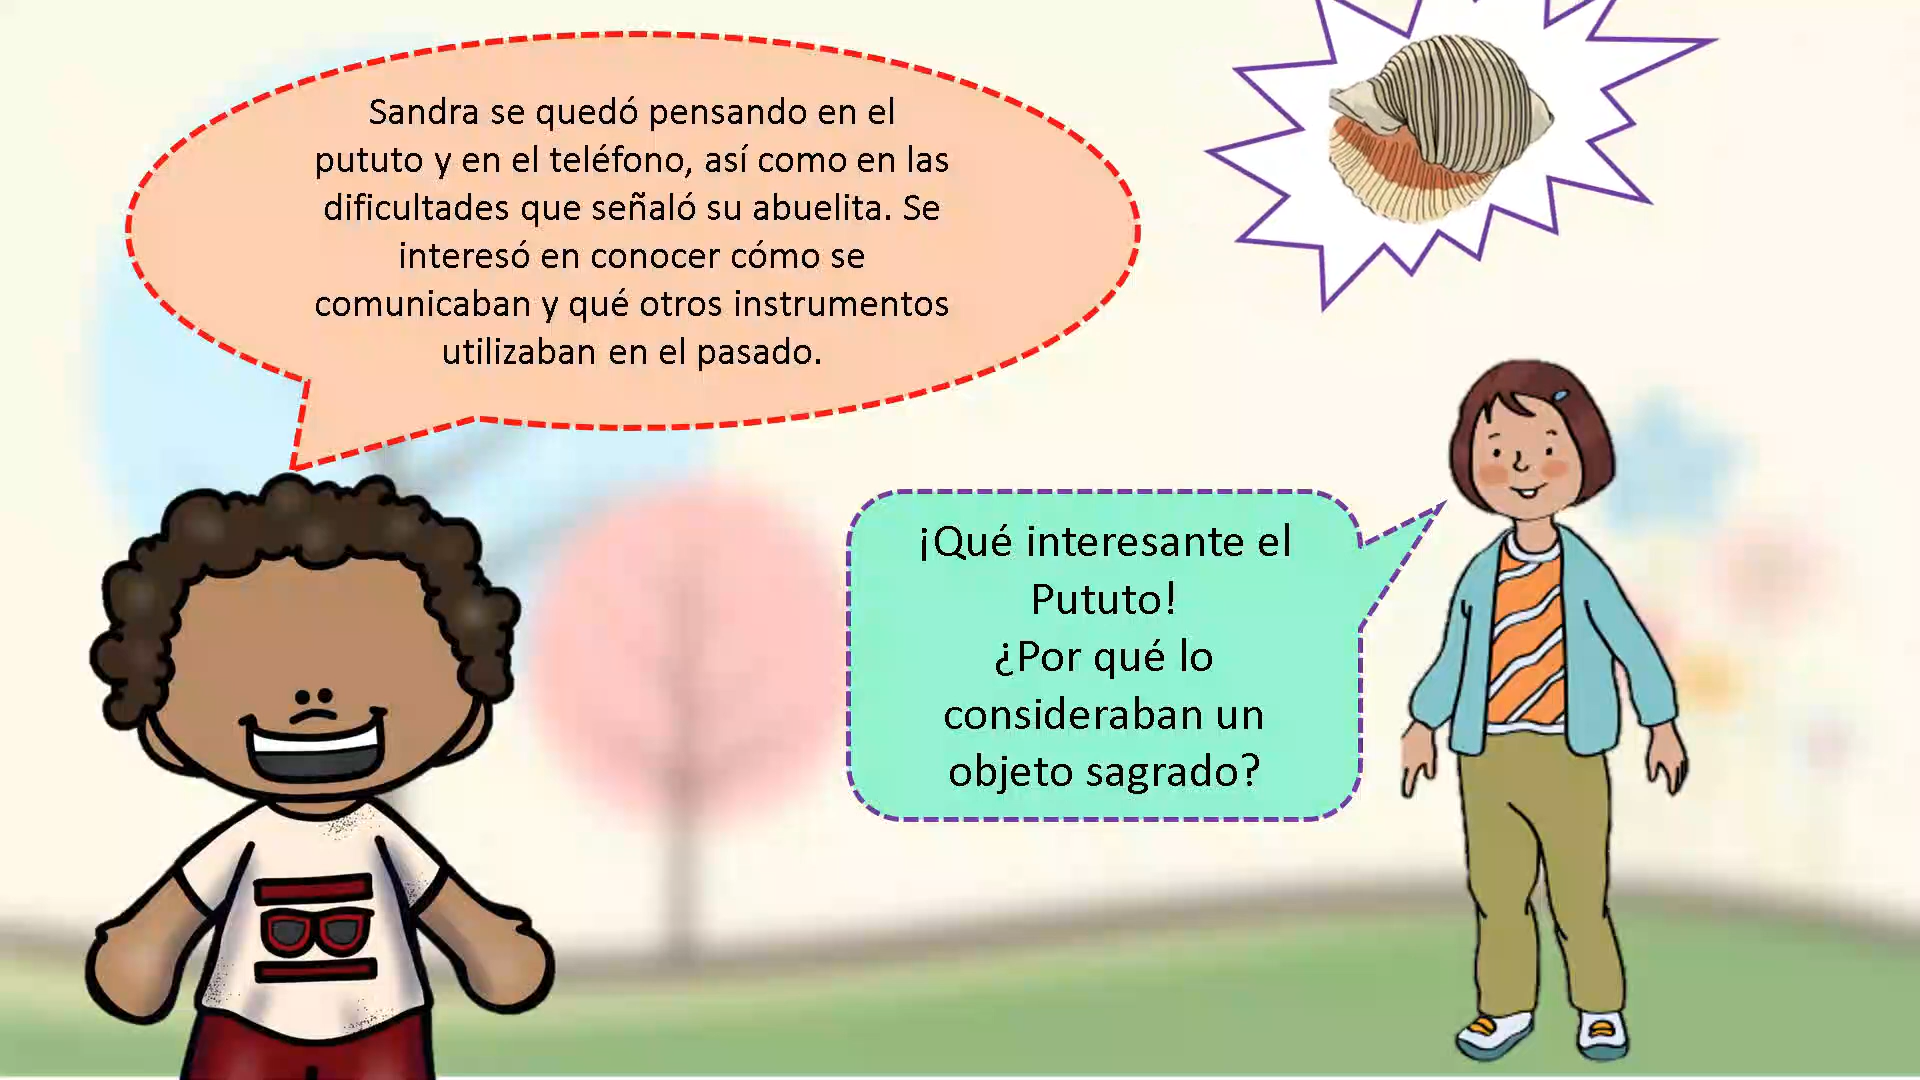 Sandra se quedó pensando en el
pututo y en el teléfono, así como en las
dificultades que señaló su abuelita. Se
interesó en conocer cómo se
comunicaban y qué otros instrumentos
utilizaban en el pasado.
¡Qué interesante el
Pututo!
¿Por qué lo
consideraban un
objeto sagrado?